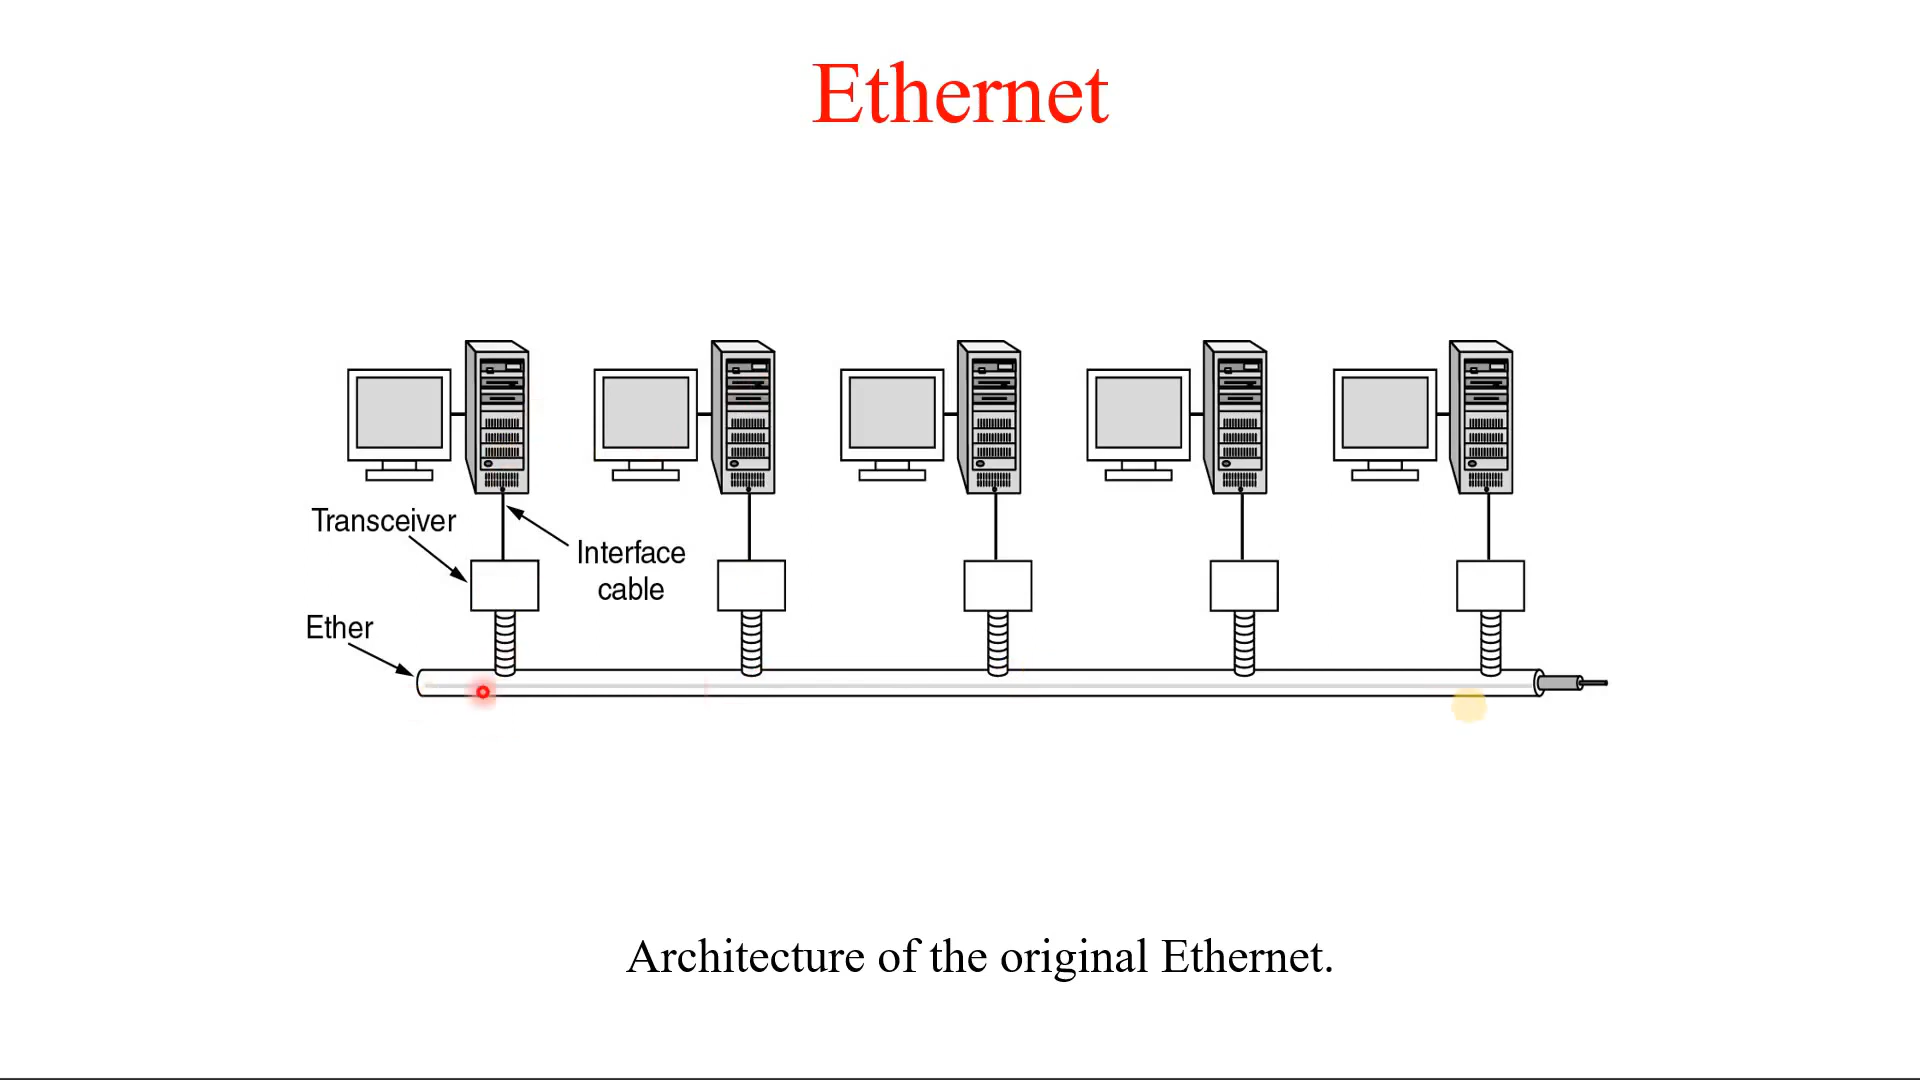 Ethernet
Transceiver
Interface
cable
Ether
Architecture of the original Ethernet.